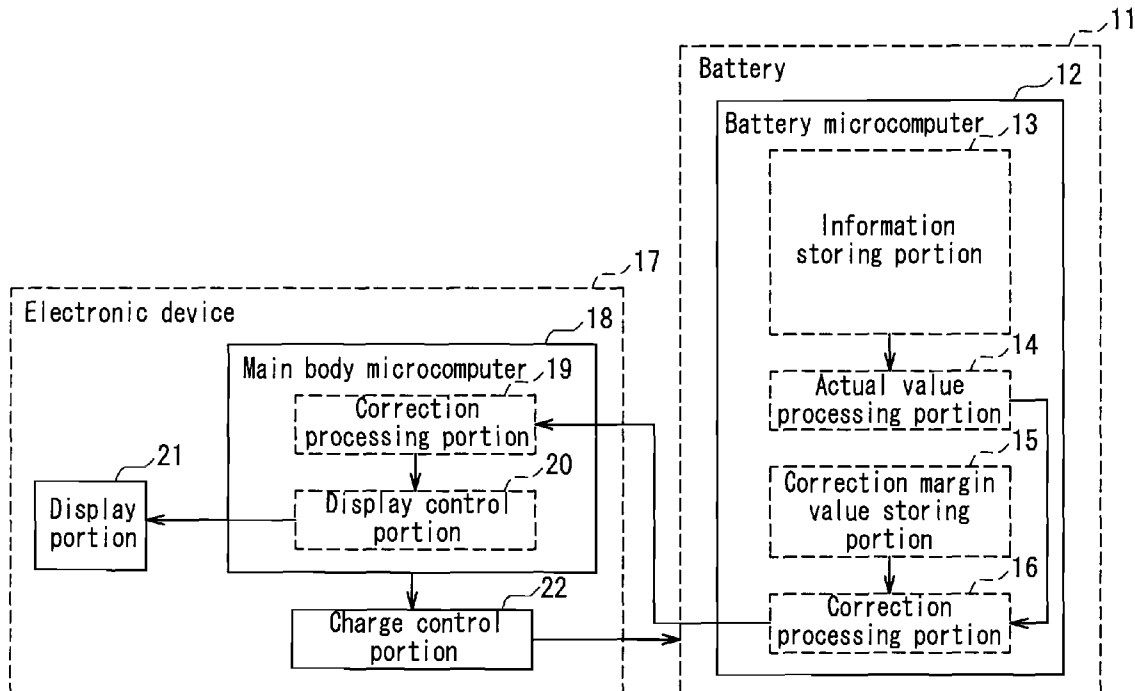 11
Battery
12
Battery microcomputer
13
Information
storing portion
17
Electronic device
18
Main body microcomputer
19
Correction
processing portion
14
Actual value
processing portion
21
Display
portion
20
Display control
portion
15
Correction margin
value storing
portion
22
Charge control
portion
16
Correction
processing portion